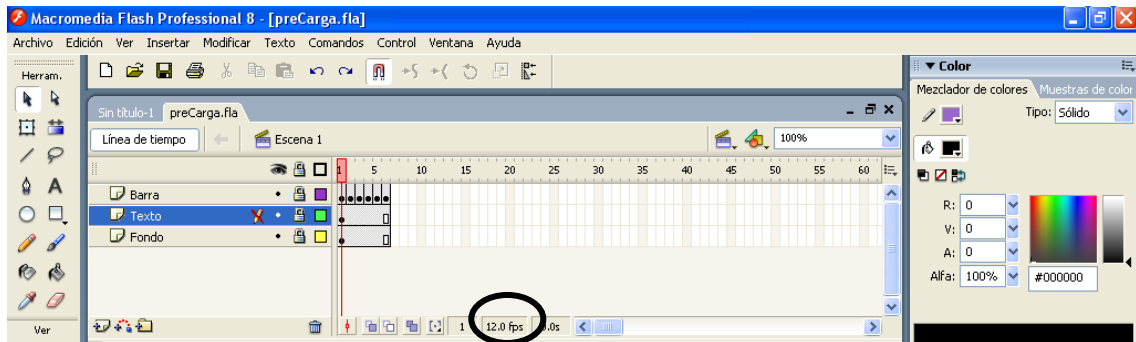 Macromedia Flash Professional 8 - [preCarga.fla]
Archivo Edición Ver Insertar Modificar Texto Comandos Control Ventana Ayuda
Herram.
Color
Mezclador de colores Muestras de color
Sin título-1 preCarga.fla
Tipo: Sólido
Línea de tiempo Escena 1 100%
1 5 10 15 20 25 30 35 40 45 50 55 60
Barra
Texto
Fondo
R: 0
V: 0
A: 0
Alfa: 100% #000000
Ver
1 12.0 fps .0s